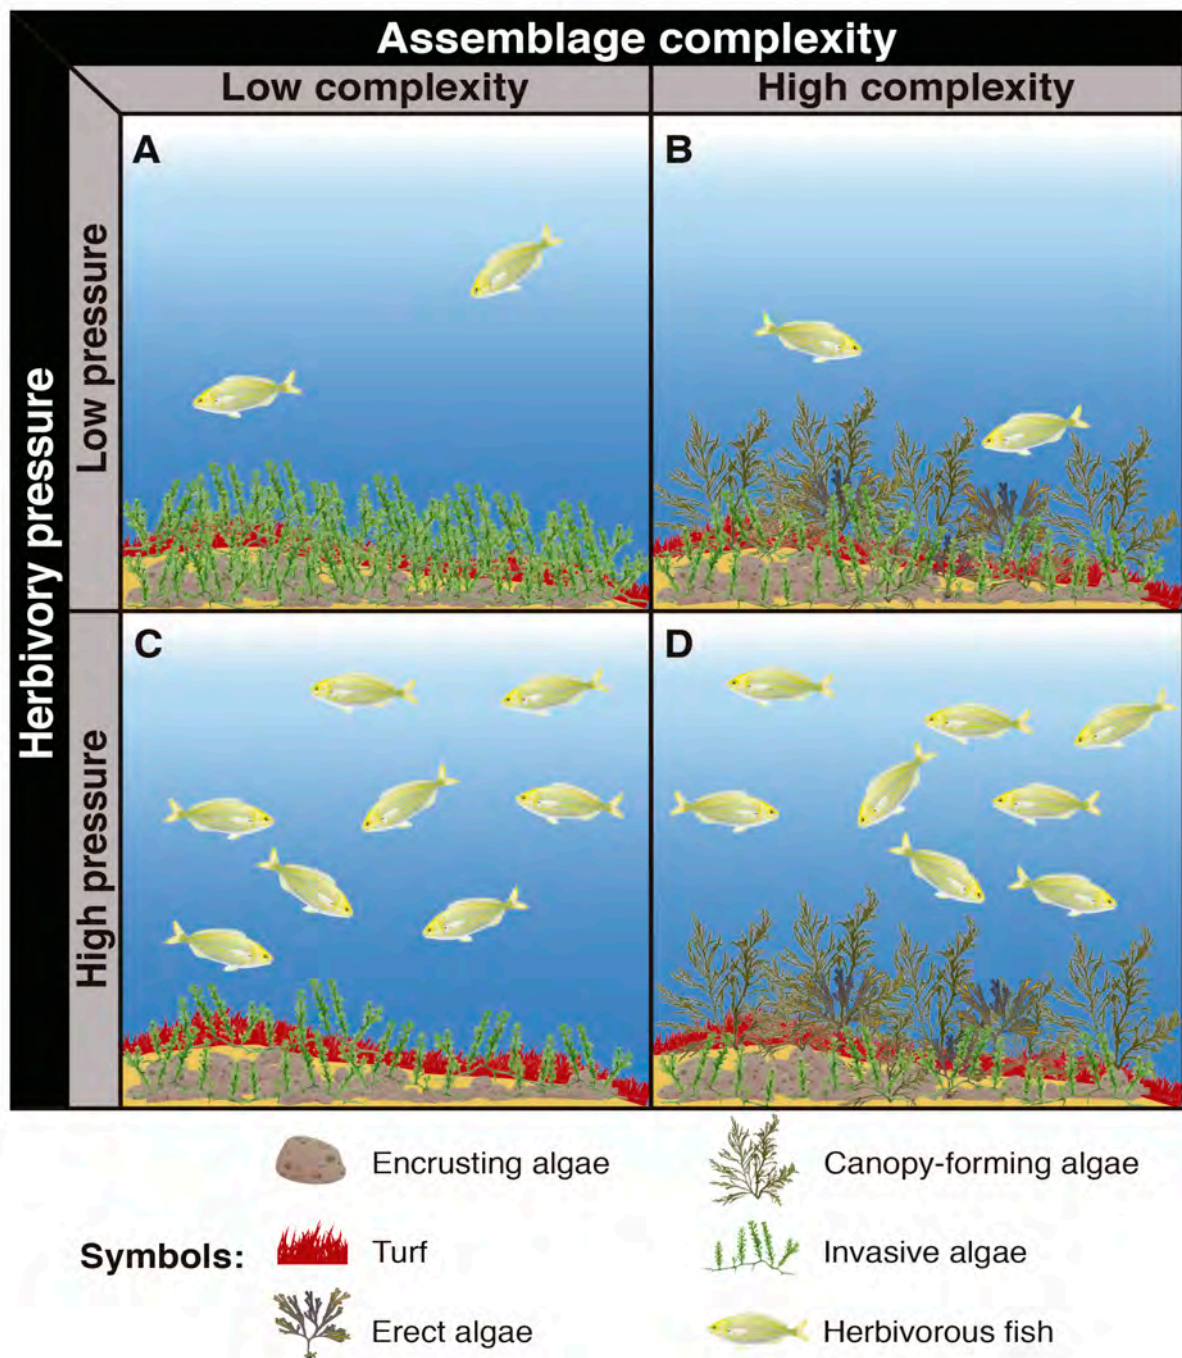 Assemblage complexity
Low complexity
High complexity
Herbivory pressure
Low pressure
A
B
High pressure
C
D
Symbols:
Encrusting algae
Canopy-forming algae
Turf
Invasive algae
Erect algae
Herbivorous fish